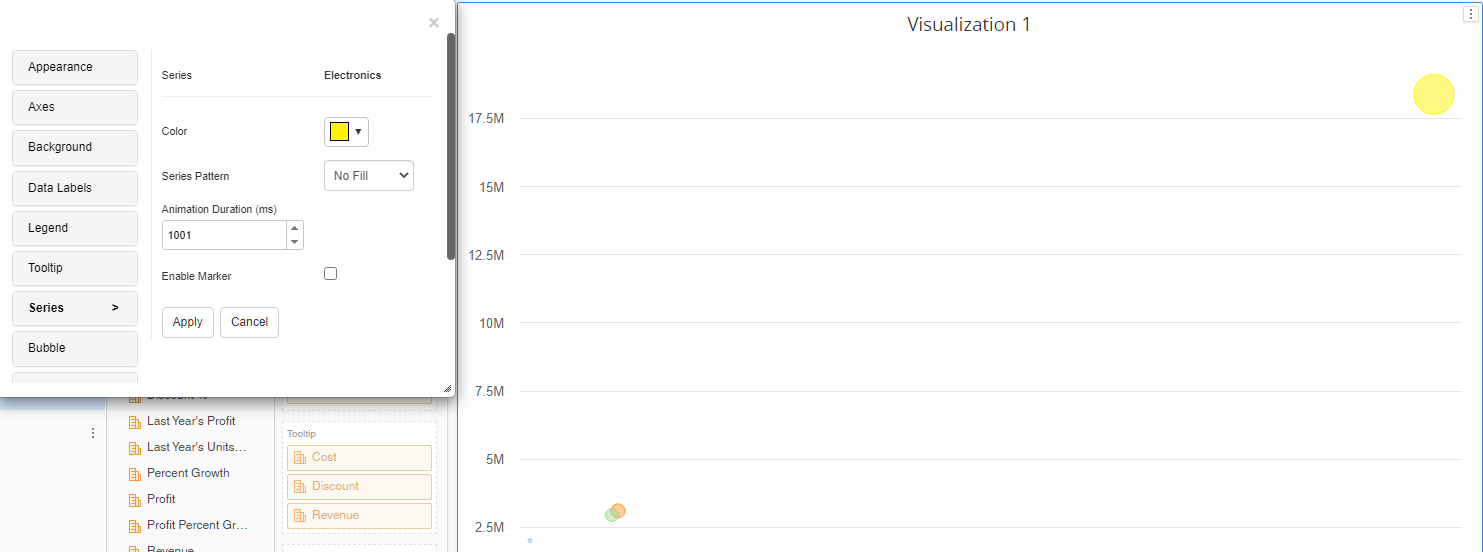 ×
Appearance
Axes
Background
Data Labels
Legend
Tooltip
Series >
Bubble
Series Electronics
Color
Series Pattern No Fill
Animation Duration (ms)
1001
Enable Marker
Apply Cancel
Last Year's Profit
Last Year's Units...
Percent Growth
Profit
Profit Percent Gr...
Revenue
Tooltip
Cost
Discount
Revenue
Visualization 1
17.5M
15M
12.5M
10M
7.5M
5M
2.5M